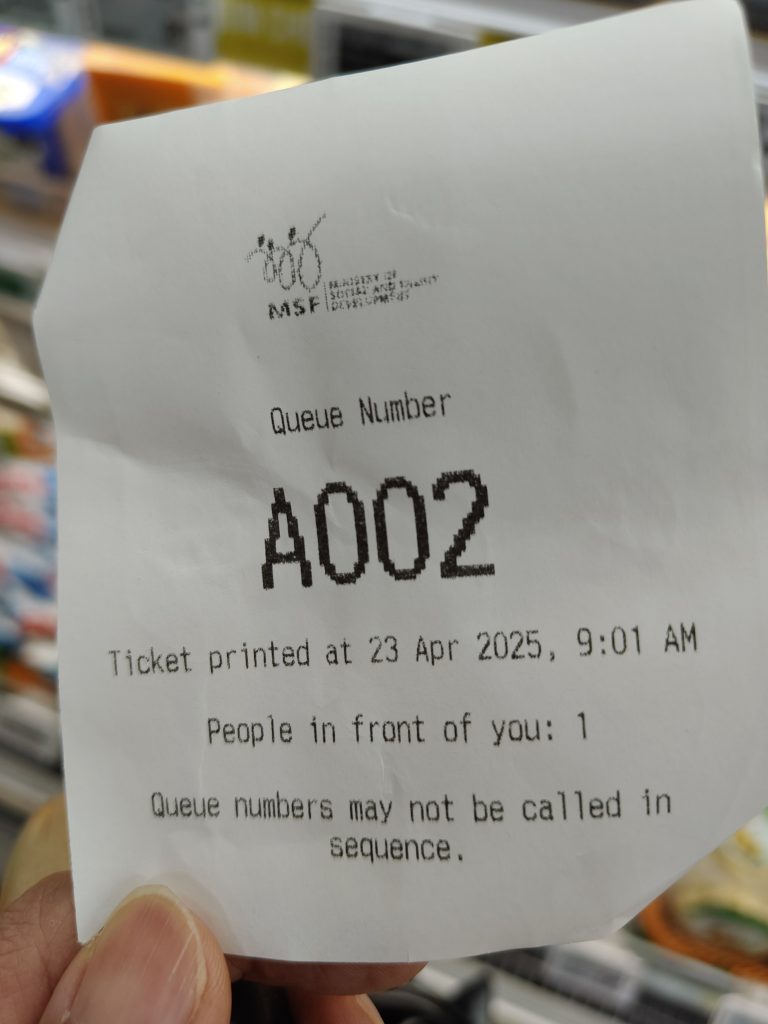 MSF
MINISTRY OF
SOCIAL AND FAMILY
DEVELOPMENT
Queue Number
A002
Ticket printed at 23 Apr 2025, 9:01 AM
People in front of you: 1
Queue numbers may not be called in
sequence.